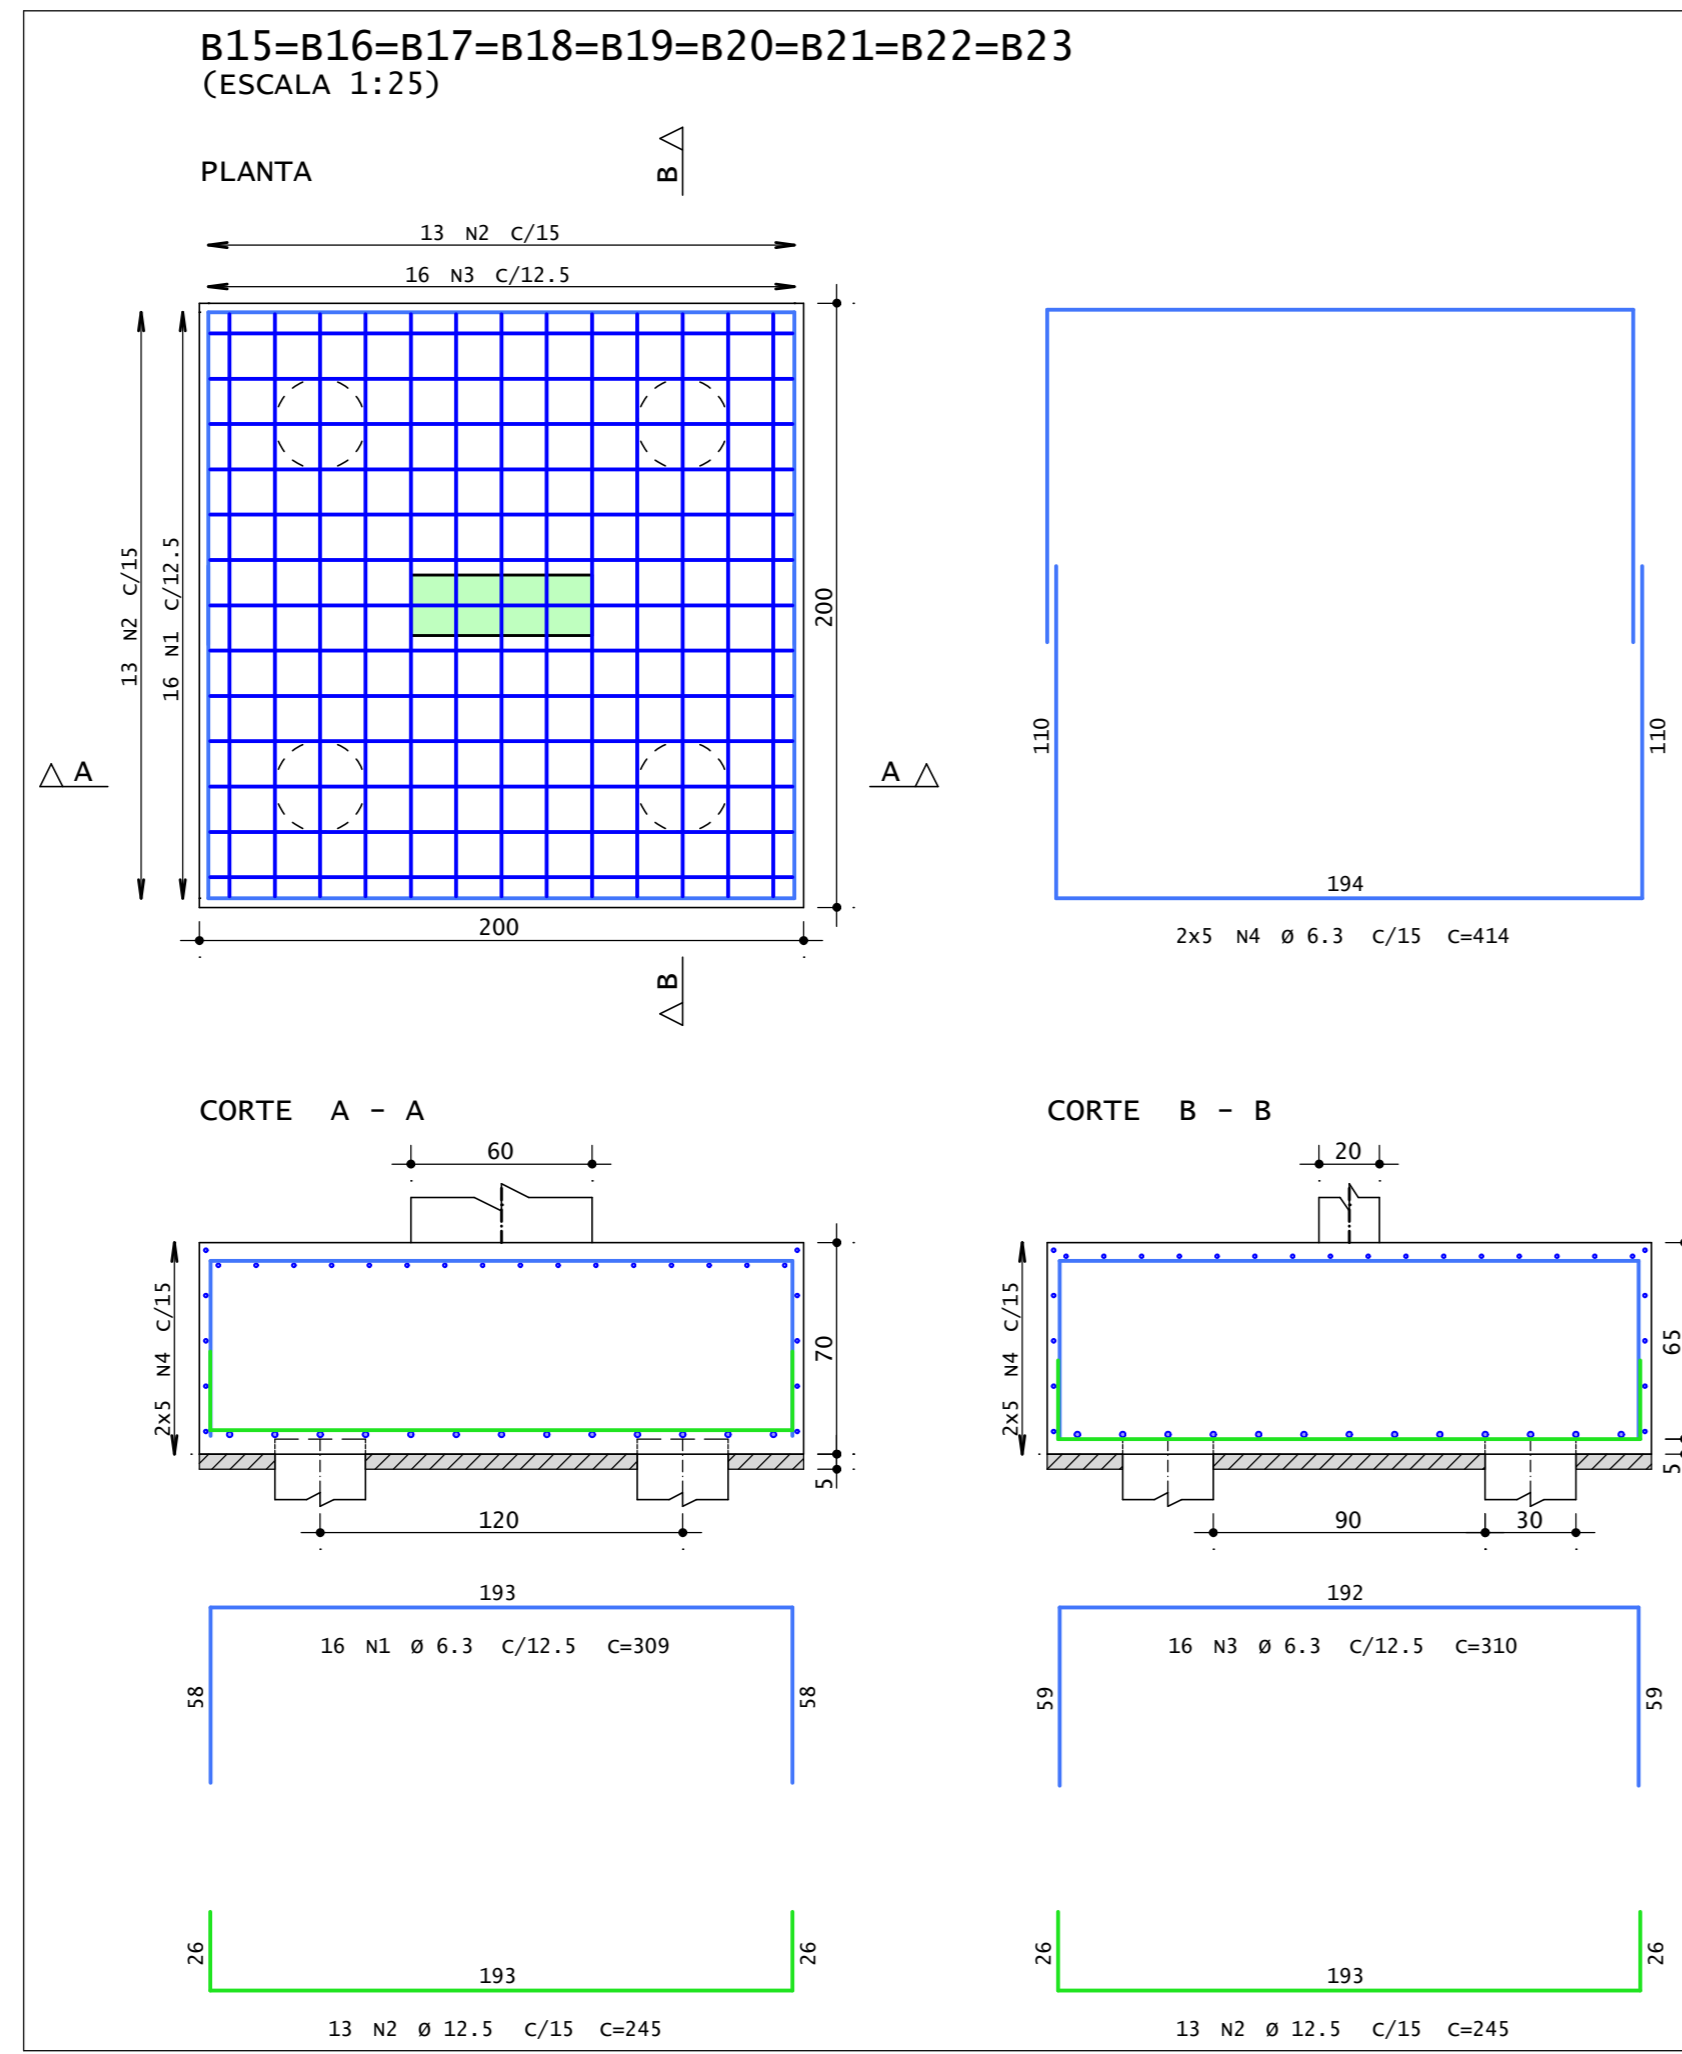 B15=B16=B17=B18=B19=B20=B21=B22=B23
(ESCALA 1:25)
B
PLANTA
13 N2 C/15
16 N3 C/12.5
13 N2 C/15
16 N1 C/12.5
200
110
110
A
A
194
200
2x5 N4 Ø 6.3 C/15 C=414
B
CORTE A - A
CORTE B - B
60
20
2x5 N4 C/15
70
2x5 N4 C/15
65
5
5
120
90
30
193
192
16 N1 Ø 6.3 C/12.5 C=309
16 N3 Ø 6.3 C/12.5 C=310
58
58
59
59
26
26
26
26
193
193
13 N2 Ø 12.5 C/15 C=245
13 N2 Ø 12.5 C/15 C=245